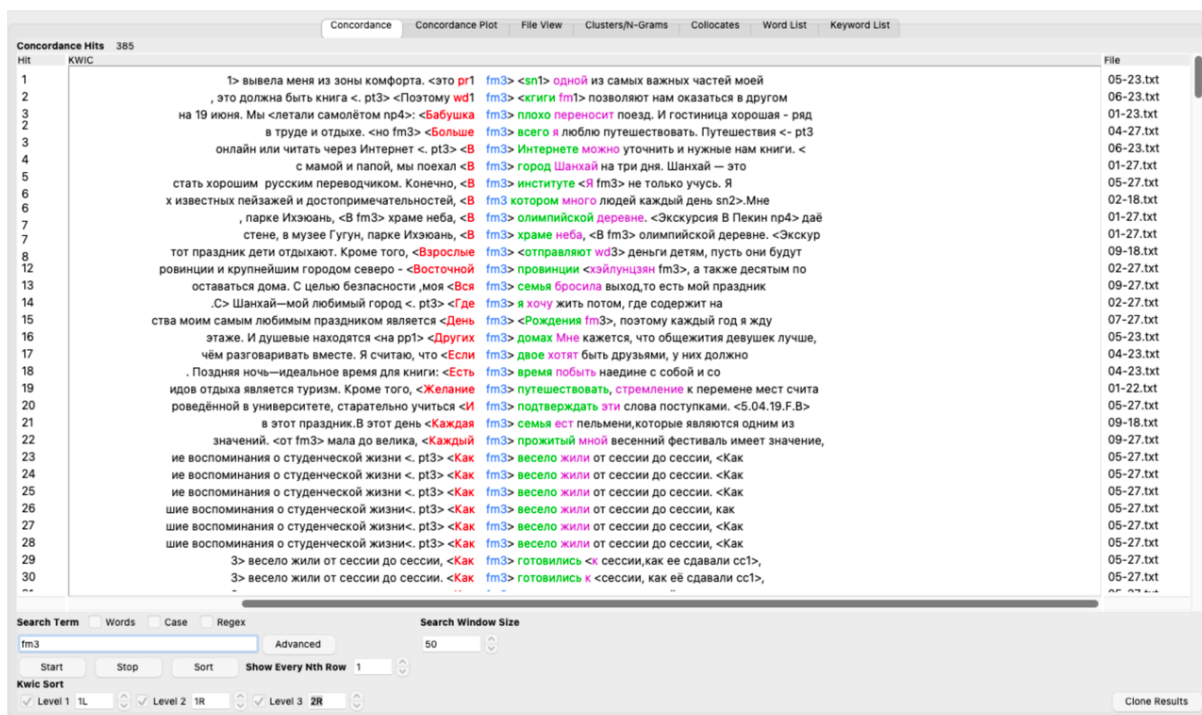 Concordance Concordance Plot File View Clusters/N-Grams Collocates Word List Keyword List
Concordance Hits 385
Hit KWIC File
1 1> вывела меня из зоны комфорта. <это pr1 fm3> <sn1> одной из самых важных частей моей 05-23.txt
2 , это должна быть книга <. pt3> <Поэтому wd1 fm3> <кгиги fm1> позволяют нам оказаться в другом 06-23.txt
3 на 19 июня. Мы <летали самолётом np4>: <Бабушка fm3> плохо переносит поезд. И гостиница хорошая - ряд 01-23.txt
2 в труде и отдыхе. <но fm3> <Больше fm3> всего я люблю путешествовать. Путешествия <- pt3 04-27.txt
3 онлайн или читать через Интернет <. pt3> <В fm3> Интернете можно уточнить и нужные нам книги. < 06-23.txt
4 с мамой и папой, мы поехал <В fm3> город Шанхай на три дня. Шанхай — это 01-27.txt
5 стать хорошим русским переводчиком. Конечно, <В fm3> институте <Я fm3> не только учусь. Я 05-27.txt
6 х известных пейзажей и достопримечательностей, <В fm3 котором много людей каждый день sn2>.Мне 02-18.txt
6 , парке Ихэюань, <В fm3> храме неба, <В fm3> олимпийской деревне. <Экскурсия В Пекин np4> даё 01-27.txt
7 стене, в музее Гугун, парке Ихэюань, <В fm3> храме неба, <В fm3> олимпийской деревне. <Экскур 01-27.txt
7
8 тот праздник дети отдыхают. Кроме того, <Взрослые fm3> <отправляют wd3> деньги детям, пусть они будут 09-18.txt
12 ровинции и крупнейшим городом северо - <Восточной fm3> провинции <хэйлунцзян fm3>, а также десятым по 02-27.txt
13 оставаться дома. С целью безопасности ,моя <Вся fm3> семья бросила выход,то есть мой праздник 09-27.txt
14 .C> Шанхай—мой любимый город <. pt3> <Где fm3> я хочу жить потом, где содержит на 02-27.txt
15 ства моим самым любимым праздником является <День fm3> <Рождения fm3>, поэтому каждый год я жду 07-27.txt
16 этаже. И душевые находятся <на pp1> <Других fm3> домах Мне кажется, что общежития девушек лучше, 05-23.txt
17 чём разговаривать вместе. Я считаю, что <Если fm3> двое хотят быть друзьями, у них должно 04-23.txt
18 . Поздняя ночь—идеальное время для книги: <Есть fm3> время побыть наедине с собой и со 04-23.txt
19 идов отдыха является туризм. Кроме того, <Желание fm3> путешествовать, стремление к перемене мест счита 01-22.txt
20 роведённой в университете, старательно учиться <И fm3> подтверждать эти слова поступками. <5.04.19.F.B> 05-27.txt
21 в этот праздник.В этот день <Каждая fm3> семья ест пельмени,которые являются одним из 09-18.txt
22 значений. <от fm3> мала до велика, <Каждый fm3> прожитый мной весенний фестиваль имеет значение, 09-27.txt
23 ие воспоминания о студенческой жизни <. pt3> <Как fm3> весело жили от сессии до сессии, <Как 05-27.txt
24 ие воспоминания о студенческой жизни <. pt3> <Как fm3> весело жили от сессии до сессии. <Как 05-27.txt
25 ие воспоминания о студенческой жизни <. pt3> <Как fm3> весело жили от сессии до сессии. <Как 05-27.txt
26 шие воспоминания о студенческой жизни<. pt3> <Как fm3> весело жили от сессии до сессии, как 05-27.txt
27 шие воспоминания о студенческой жизни<. pt3> <Как fm3> весело жили от сессии до сессии, <Как 05-27.txt
28 шие воспоминания о студенческой жизни<. pt3> <Как fm3> весело жили от сессии до сессии, <Как 05-27.txt
29 3> весело жили от сессии до сессии, <Как fm3> готовились <к сессии,как ее сдавали cc1>, 05-27.txt
30 3> весело жили от сессии до сессии. <Как fm3> готовились к <сессии, как её сдавали cc1>, 05-27.txt
Search Term Words Case Regex Search Window Size
fm3 Advanced 50
Start Stop Sort Show Every Nth Row 1
Kwic Sort
Level 1 1L Level 2 1R Level 3 2R Clone Results